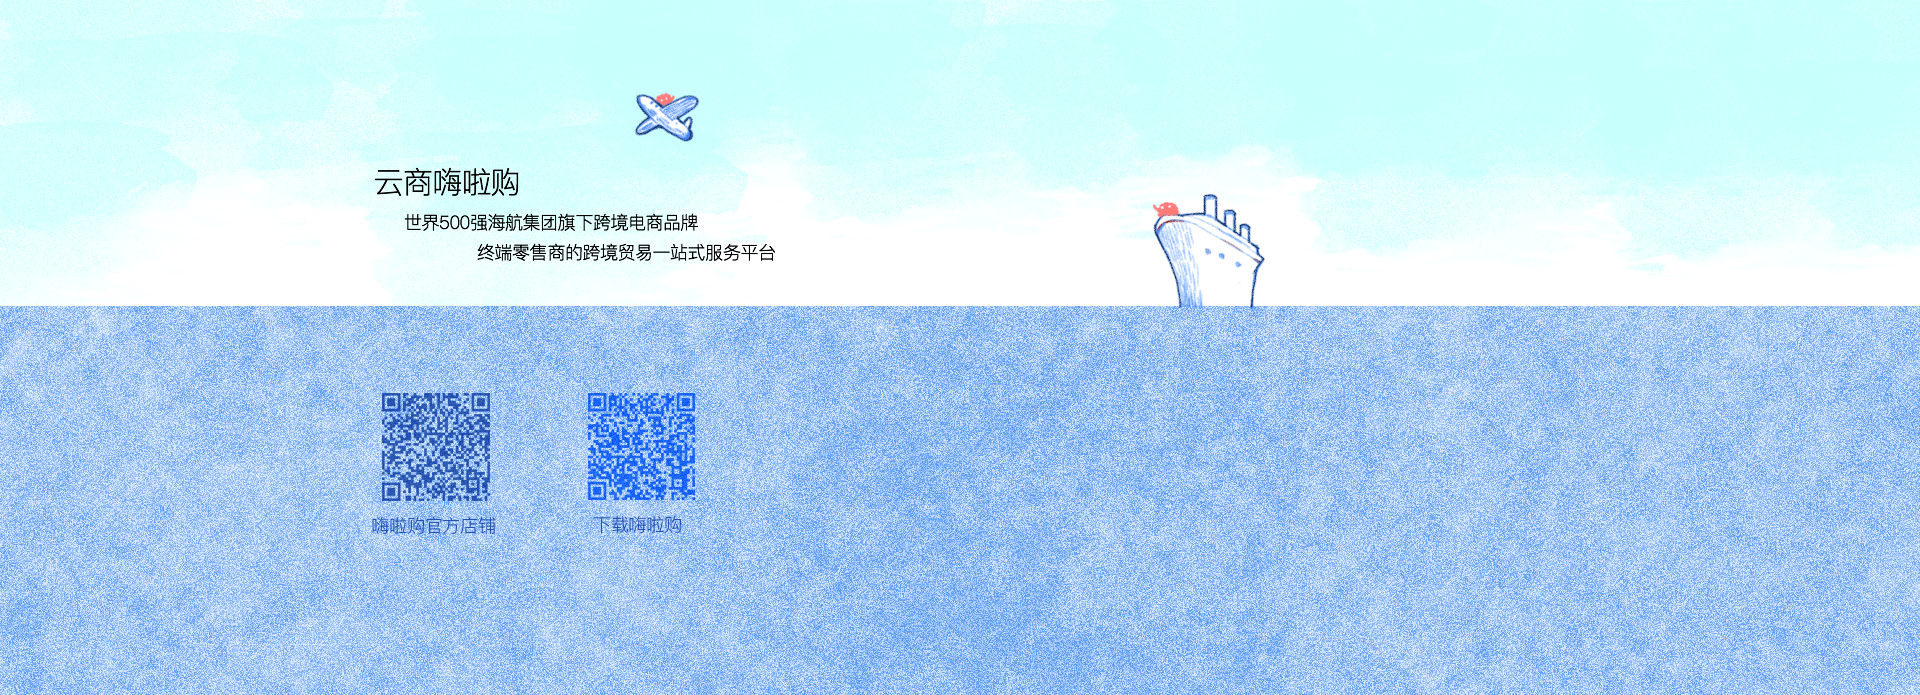 云商嗨啦购
世界500强海航集团旗下跨境电商品牌
终端零售商的跨境贸易一站式服务平台
嗨啦购官方店铺
下载嗨啦购